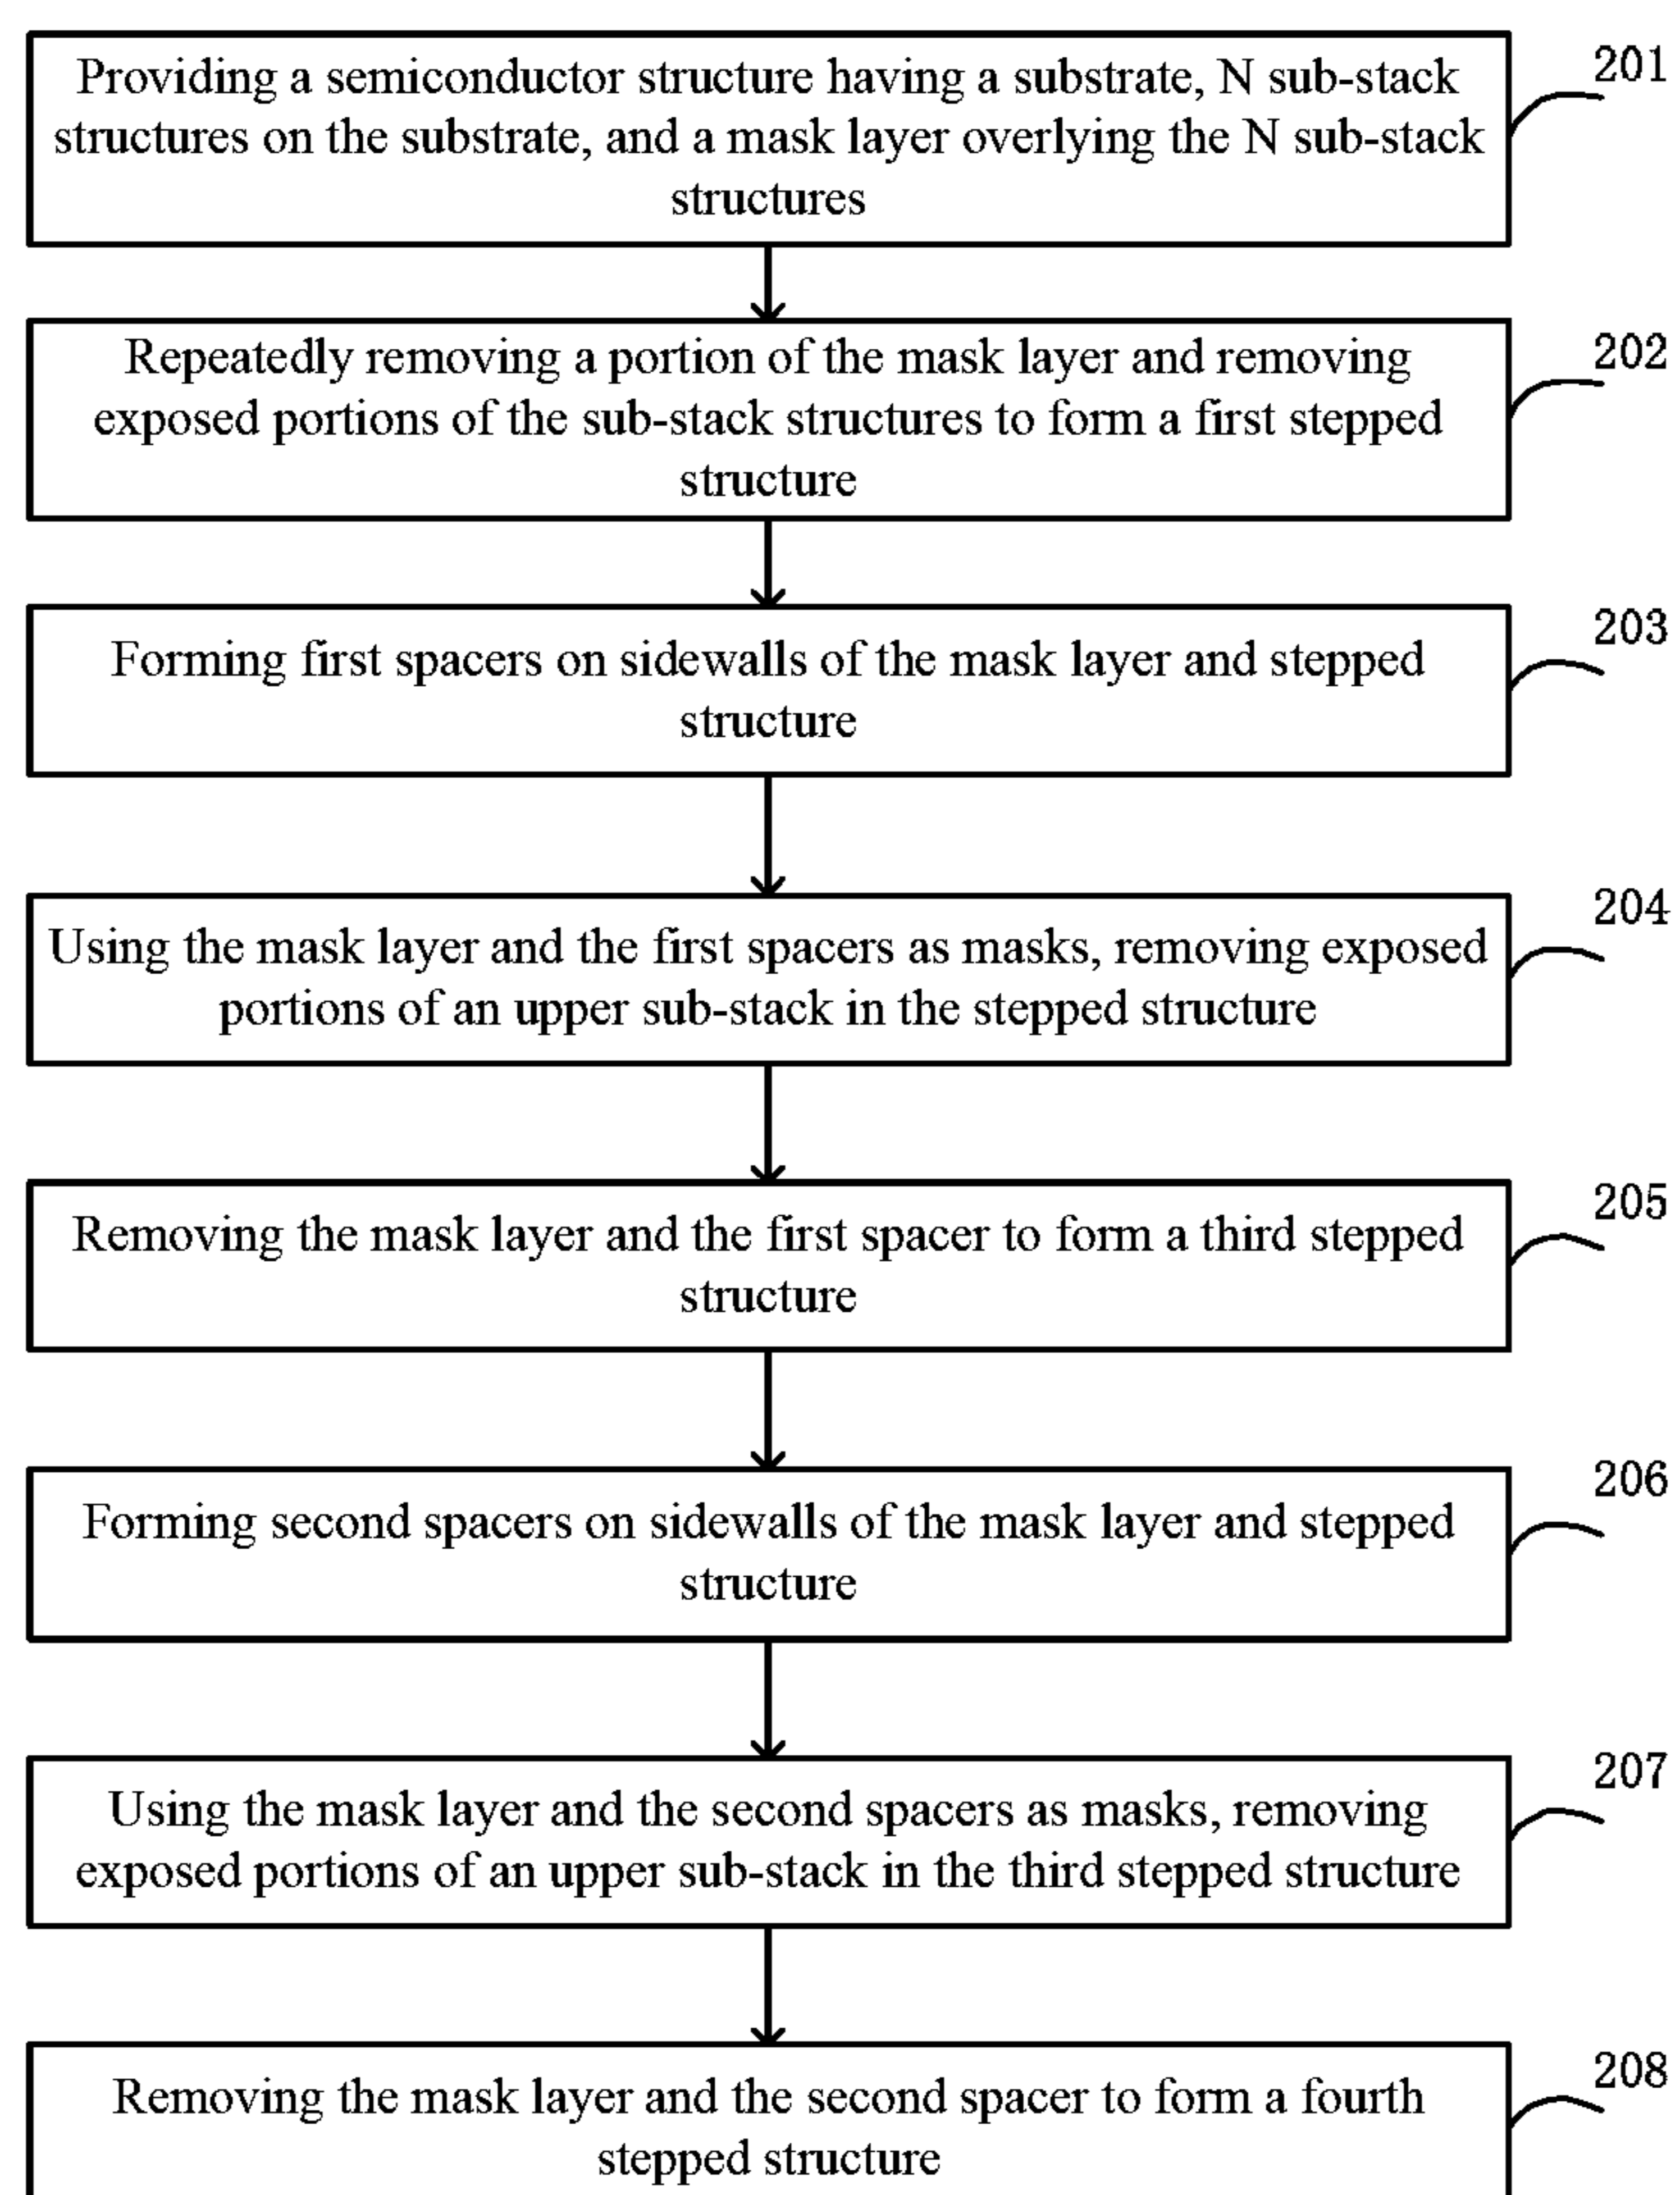 Providing a semiconductor structure having a substrate, N sub-stack
structures on the substrate, and a mask layer overlying the N sub-stack
structures
201
Repeatedly removing a portion of the mask layer and removing
exposed portions of the sub-stack structures to form a first stepped
structure
202
Forming first spacers on sidewalls of the mask layer and stepped
structure
203
Using the mask layer and the first spacers as masks, removing exposed
portions of an upper sub-stack in the stepped structure
204
Removing the mask layer and the first spacer to form a third stepped
structure
205
Forming second spacers on sidewalls of the mask layer and stepped
structure
206
Using the mask layer and the second spacers as masks, removing
exposed portions of an upper sub-stack in the third stepped structure
207
Removing the mask layer and the second spacer to form a fourth
stepped structure
208